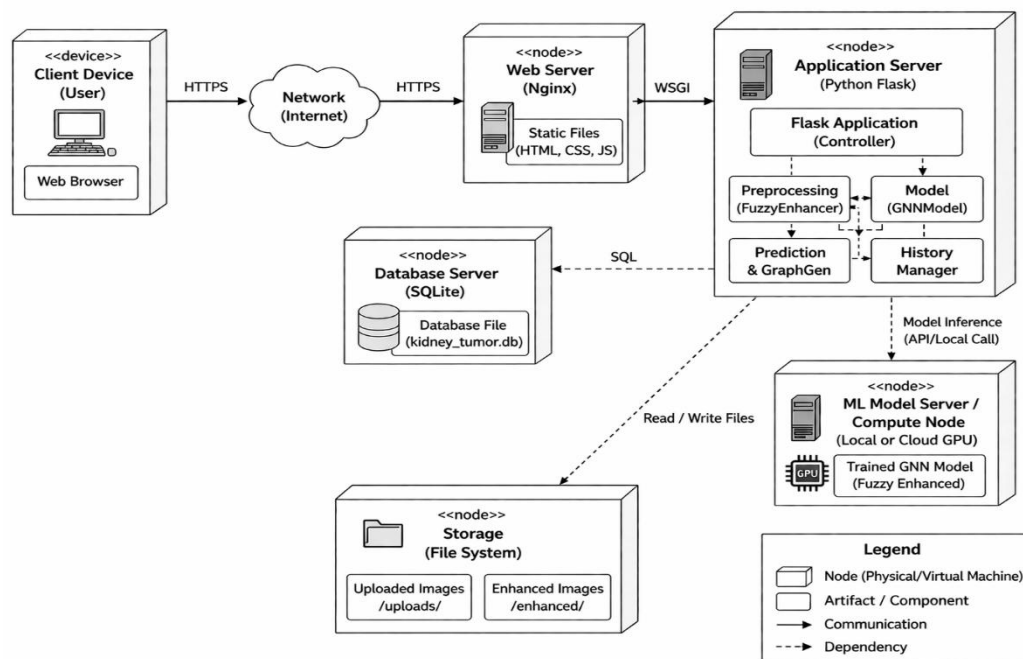 <<device>>
Client Device
(User)
Web Browser
HTTPS
Network
(Internet)
HTTPS
<<node>>
Web Server
(Nginx)
Static Files
(HTML, CSS, JS)
WSGI
<<node>>
Application Server
(Python Flask)
Flask Application
(Controller)
Preprocessing
(FuzzyEnhancer)
Model
(GNNModel)
Prediction
& GraphGen
History
Manager
SQL
<<node>>
Database Server
(SQLite)
Database File
(kidney_tumor.db)
Model Inference
(API/Local Call)
<<node>>
ML Model Server /
Compute Node
(Local or Cloud GPU)
GPU
Trained GNN Model
(Fuzzy Enhanced)
Read / Write Files
<<node>>
Storage
(File System)
Uploaded Images
/uploads/
Enhanced Images
/enhanced/
Legend
Node (Physical/Virtual Machine)
Artifact / Component
Communication
Dependency